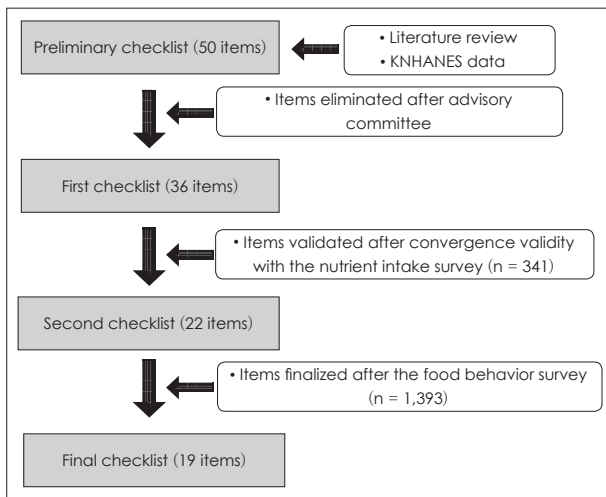 Preliminary checklist (50 items)
• Literature review
• KNHANES data
• Items eliminated after advisory
committee
First checklist (36 items)
• Items validated after convergence validity
with the nutrient intake survey (n = 341)
Second checklist (22 items)
• Items finalized after the food behavior survey
(n = 1,393)
Final checklist (19 items)